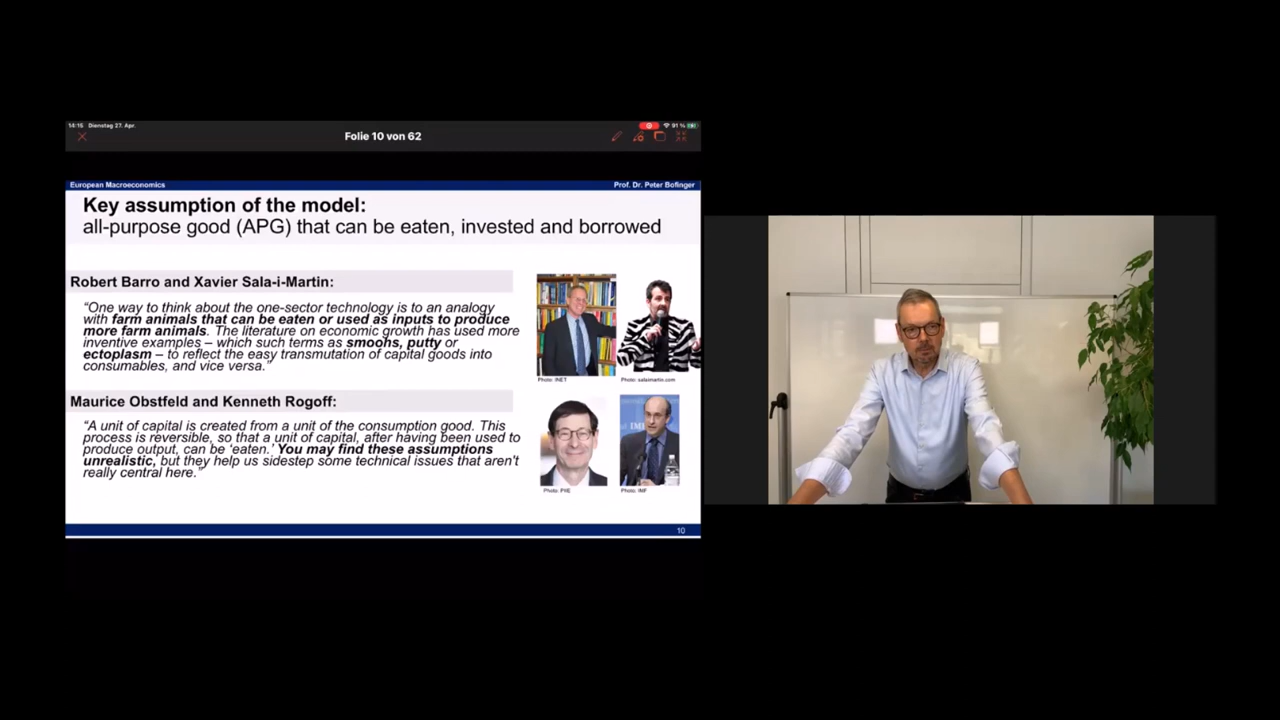 14:15 Dienstag 27. Apr.
91 %
Folie 10 von 62
European Macroeconomics
Prof. Dr. Peter Bofinger
Key assumption of the model:
all-purpose good (APG) that can be eaten, invested and borrowed
Robert Barro and Xavier Sala-i-Martin:
“One way to think about the one-sector technology is to an analogy
with farm animals that can be eaten or used as inputs to produce
more farm animals. The literature on economic growth has used more
inventive examples – which such terms as smoohs, putty or
ectoplasm – to reflect the easy transmutation of capital goods into
consumables, and vice versa.”
Photo: INET
Photo: salaimartin.com
Maurice Obstfeld and Kenneth Rogoff:
“A unit of capital is created from a unit of the consumption good. This
process is reversible, so that a unit of capital, after having been used to
produce output, can be ‘eaten.’ You may find these assumptions
unrealistic, but they help us sidestep some technical issues that aren't
really central here.”
Photo: PIIE
Photo: IMF
10